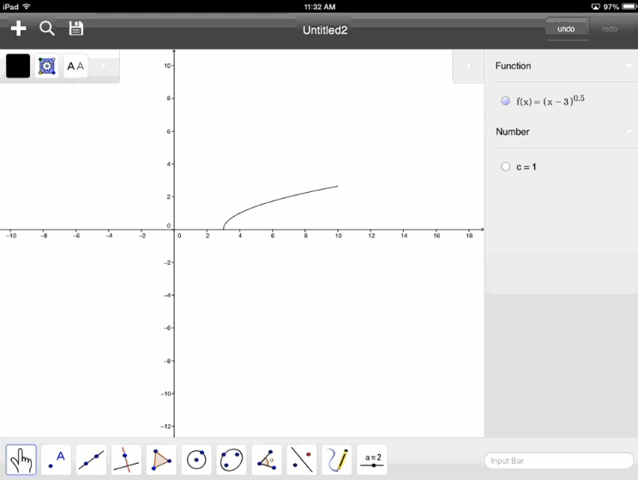 iPad 11:32 AM 97%
Untitled2 undo redo
AA
Function
f(x) = (x − 3)^0.5
Number
c = 1
10
8
6
4
2
0
−10 −8 −6 −4 −2 0 2 4 6 8 10 12 14 16 18
−2
−4
−6
−8
−10
−12
A
a = 2
Input Bar